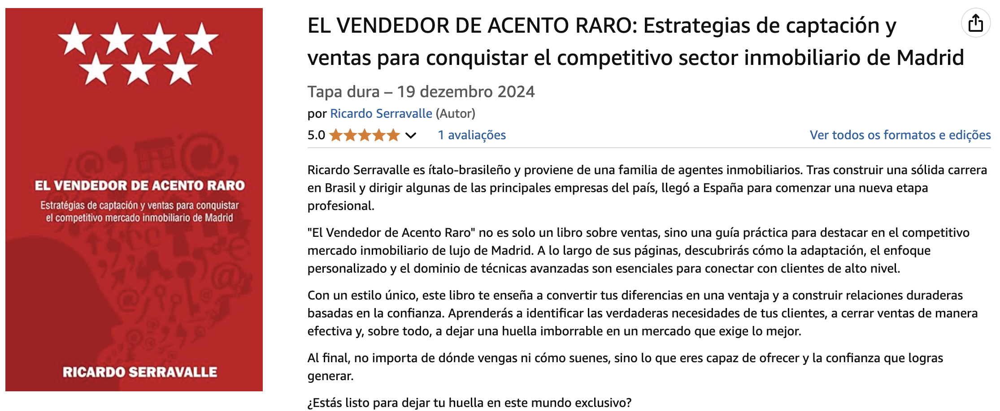 EL VENDEDOR DE ACENTO RARO
Estratégias de captación y ventas para conquistar
el competitivo mercado inmobiliario de Madrid
RICARDO SERRAVALLE
EL VENDEDOR DE ACENTO RARO: Estrategias de captación y
ventas para conquistar el competitivo sector inmobiliario de Madrid
Tapa dura – 19 dezembro 2024
por Ricardo Serravalle (Autor)
5.0 1 avaliações Ver todos os formatos e edições
Ricardo Serravalle es ítalo-brasileño y proviene de una familia de agentes inmobiliarios. Tras construir una sólida carrera
en Brasil y dirigir algunas de las principales empresas del país, llegó a España para comenzar una nueva etapa
profesional.
"El Vendedor de Acento Raro" no es solo un libro sobre ventas, sino una guía práctica para destacar en el competitivo
mercado inmobiliario de lujo de Madrid. A lo largo de sus páginas, descubrirás cómo la adaptación, el enfoque
personalizado y el dominio de técnicas avanzadas son esenciales para conectar con clientes de alto nivel.
Con un estilo único, este libro te enseña a convertir tus diferencias en una ventaja y a construir relaciones duraderas
basadas en la confianza. Aprenderás a identificar las verdaderas necesidades de tus clientes, a cerrar ventas de manera
efectiva y, sobre todo, a dejar una huella imborrable en un mercado que exige lo mejor.
Al final, no importa de dónde vengas ni cómo suenes, sino lo que eres capaz de ofrecer y la confianza que logras
generar.
¿Estás listo para dejar tu huella en este mundo exclusivo?